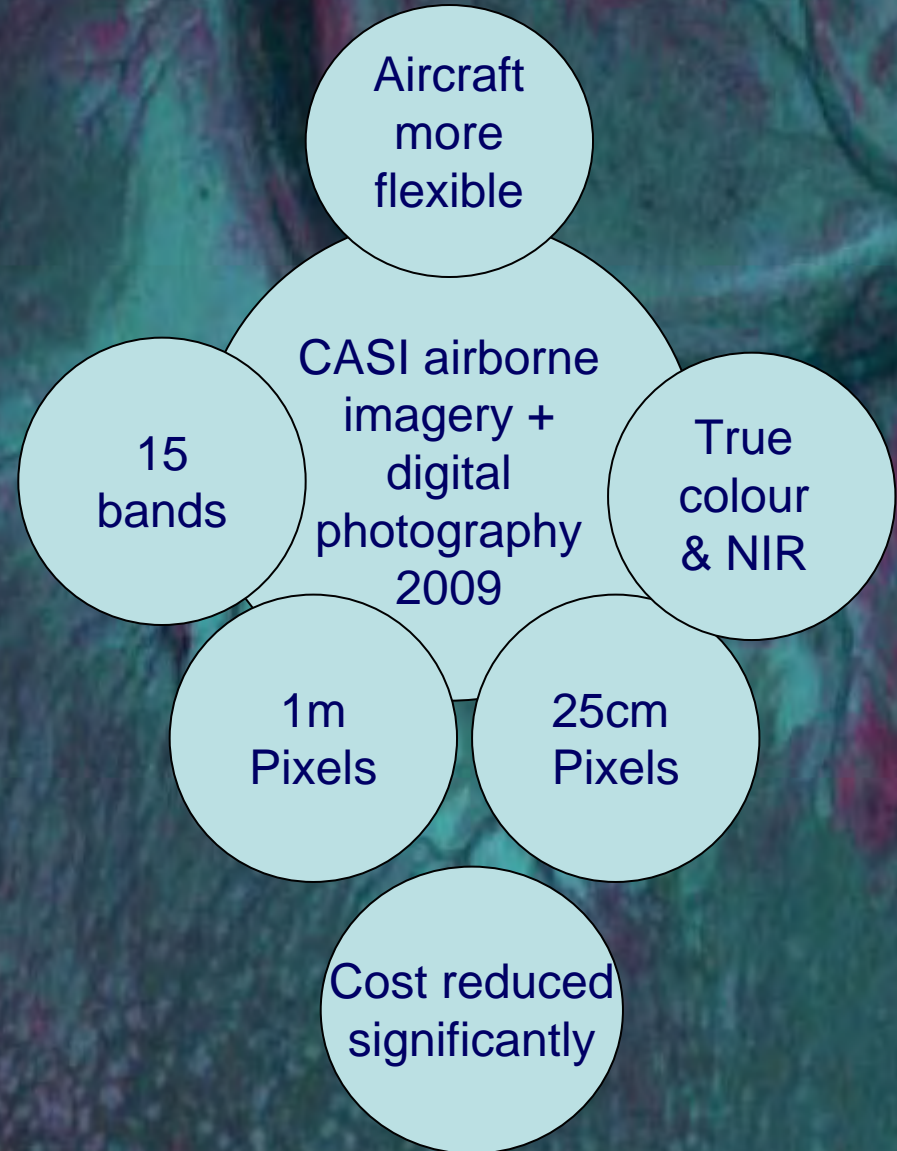 Aircraft
more
flexible
CASI airborne
imagery +
digital
photography
2009
15
bands
True
colour
& NIR
1m
Pixels
25cm
Pixels
Cost reduced
significantly